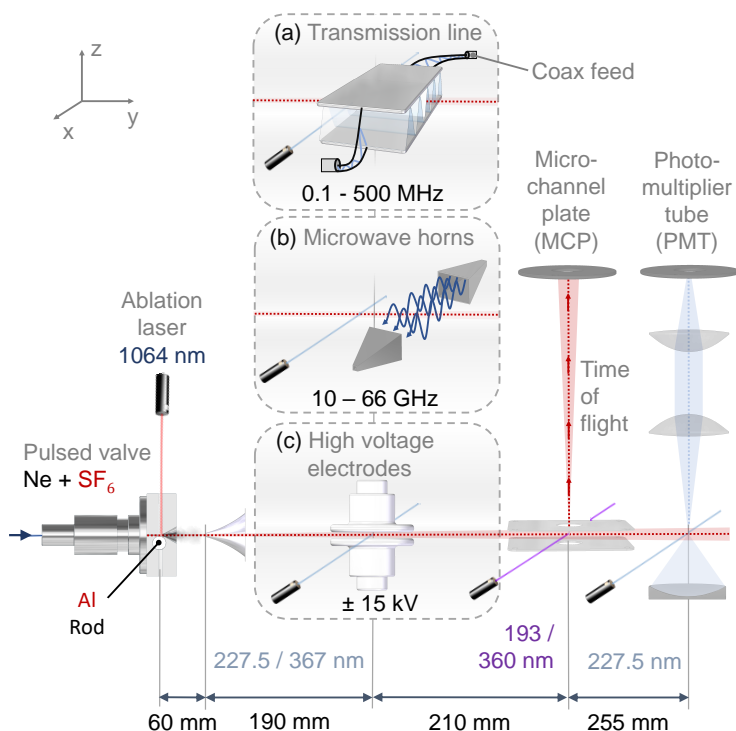 (a) Transmission line
Coax feed
z
y
x
0.1 - 500 MHz
(b) Microwave horns
10 – 66 GHz
(c) High voltage
electrodes
± 15 kV
Micro-
channel
plate
(MCP)
Photo-
multiplier
tube
(PMT)
Ablation
laser
1064 nm
Time
of
flight
Pulsed valve
Ne + SF₆
Al
Rod
227.5 / 367 nm
193 /
360 nm
227.5 nm
60 mm
190 mm
210 mm
255 mm